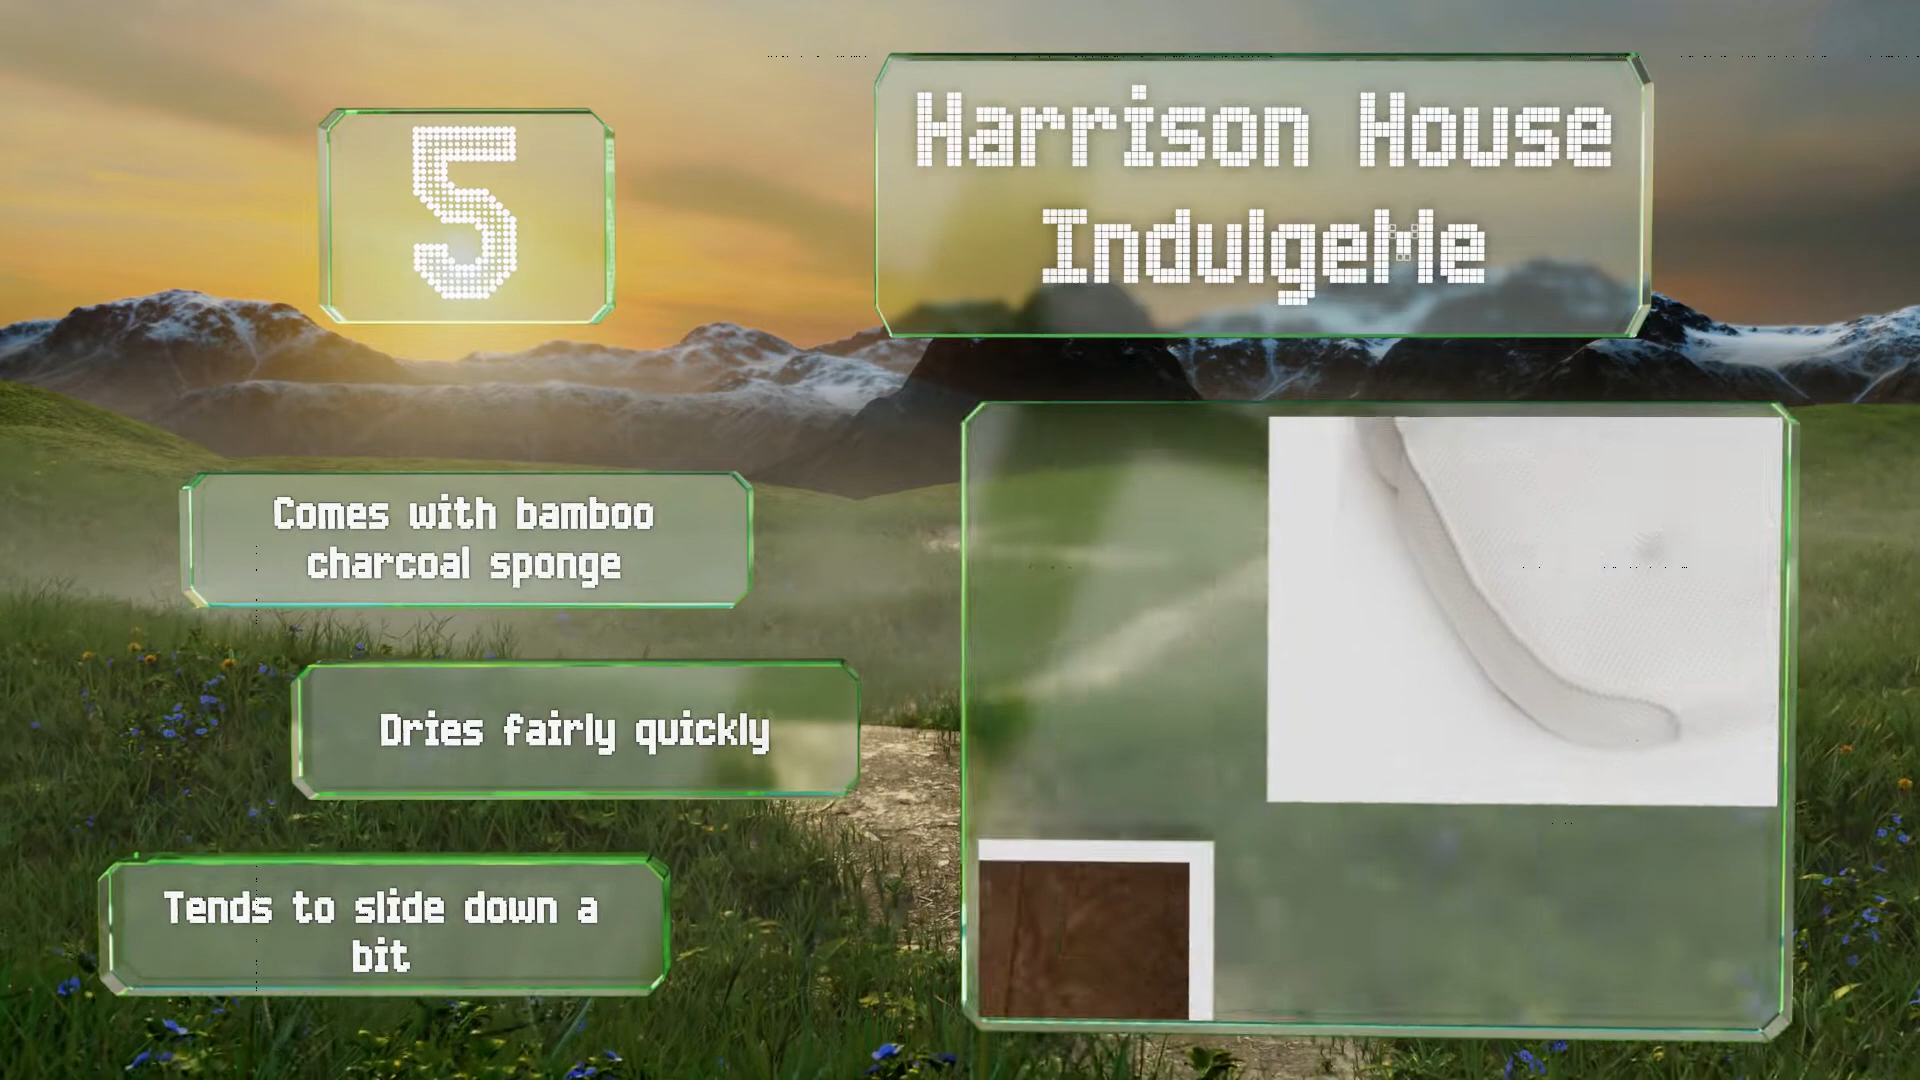 5
Harrison House
IndulgeMe
Comes with bamboo
charcoal sponge
Dries fairly quickly
Tends to slide down a
bit